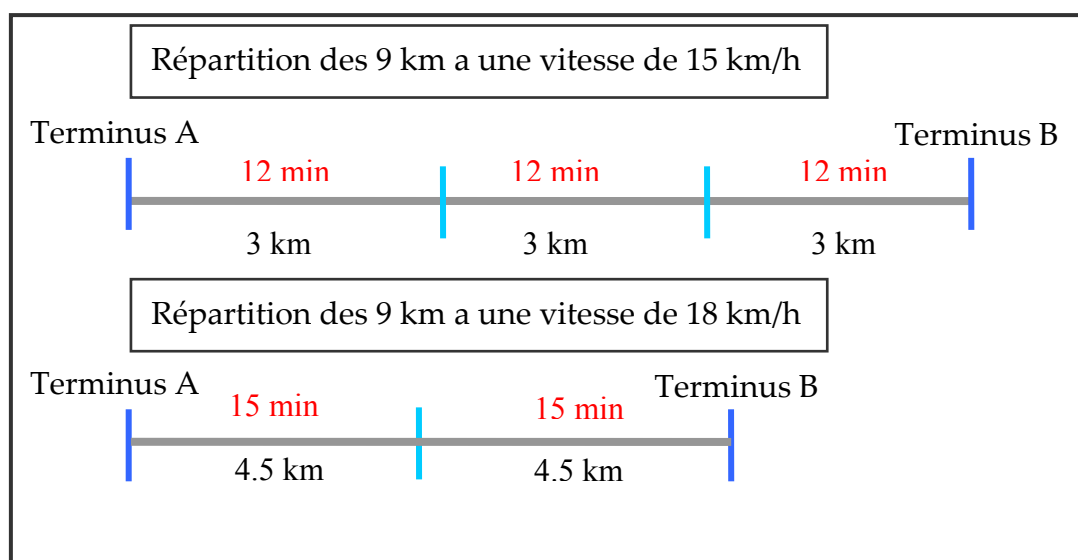 Répartition des 9 km a une vitesse de 15 km/h
Terminus A
Terminus B
12 min
12 min
12 min
3 km
3 km
3 km
Répartition des 9 km a une vitesse de 18 km/h
Terminus A
Terminus B
15 min
15 min
4.5 km
4.5 km